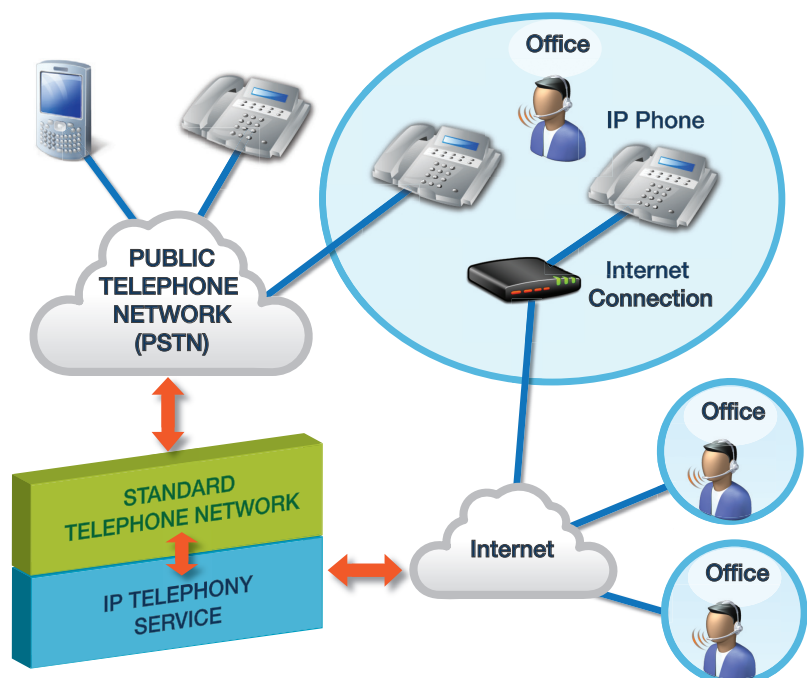 Office
IP Phone
PUBLIC
TELEPHONE
NETWORK
(PSTN)
Internet
Connection
Office
STANDARD
TELEPHONE NETWORK
Internet
IP TELEPHONY
SERVICE
Office